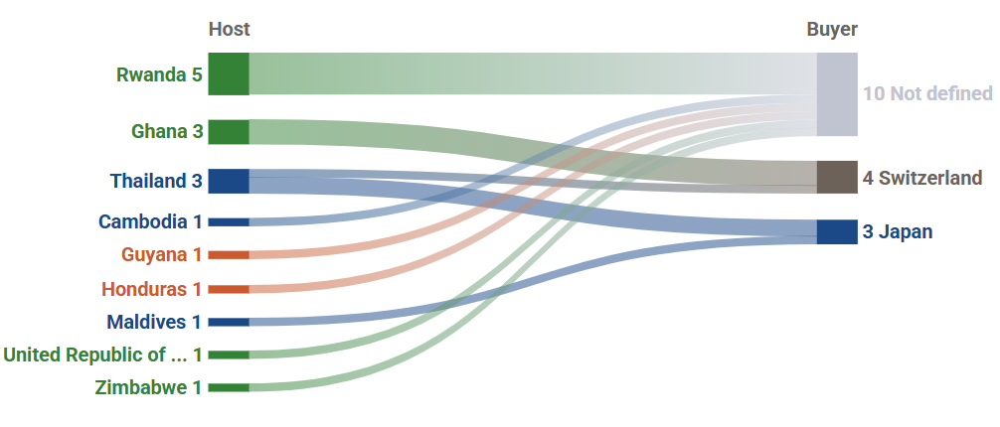 Host
Buyer
Rwanda 5
10 Not defined
Ghana 3
4 Switzerland
Thailand 3
Cambodia 1
3 Japan
Guyana 1
Honduras 1
Maldives 1
United Republic of ... 1
Zimbabwe 1